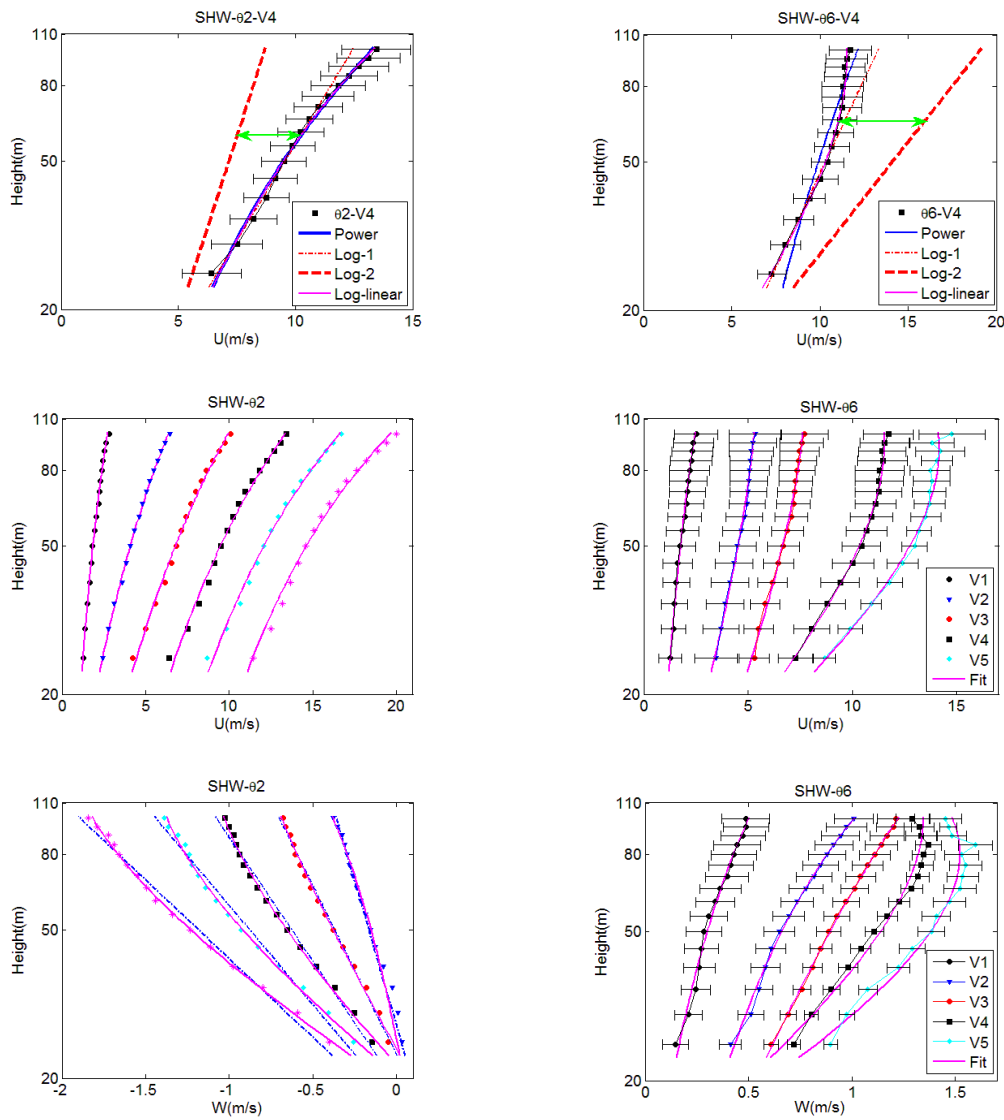 SHW-θ2-V4
110
80
50
20
Height(m)
0
5
10
15
U(m/s)
θ2-V4
Power
Log-1
Log-2
Log-linear
SHW-θ6-V4
110
80
50
20
Height(m)
0
5
10
15
20
U(m/s)
θ6-V4
Power
Log-1
Log-2
Log-linear
SHW-θ2
110
80
50
20
Height(m)
0
5
10
15
20
U(m/s)
SHW-θ6
110
80
50
20
Height(m)
0
5
10
15
U(m/s)
V1
V2
V3
V4
V5
Fit
SHW-θ2
110
80
50
20
Height(m)
-2
-1.5
-1
-0.5
0
W(m/s)
SHW-θ6
110
80
50
20
Height(m)
0
0.5
1
1.5
W(m/s)
V1
V2
V3
V4
V5
Fit